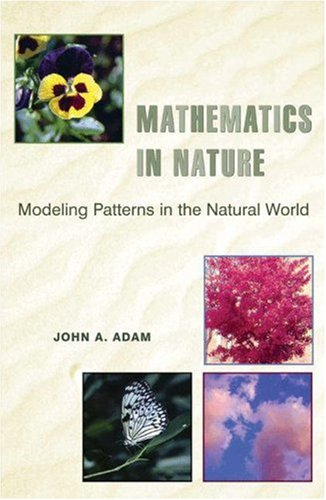 MATHEMATICS
IN NATURE
Modeling Patterns in the Natural World
JOHN A. ADAM